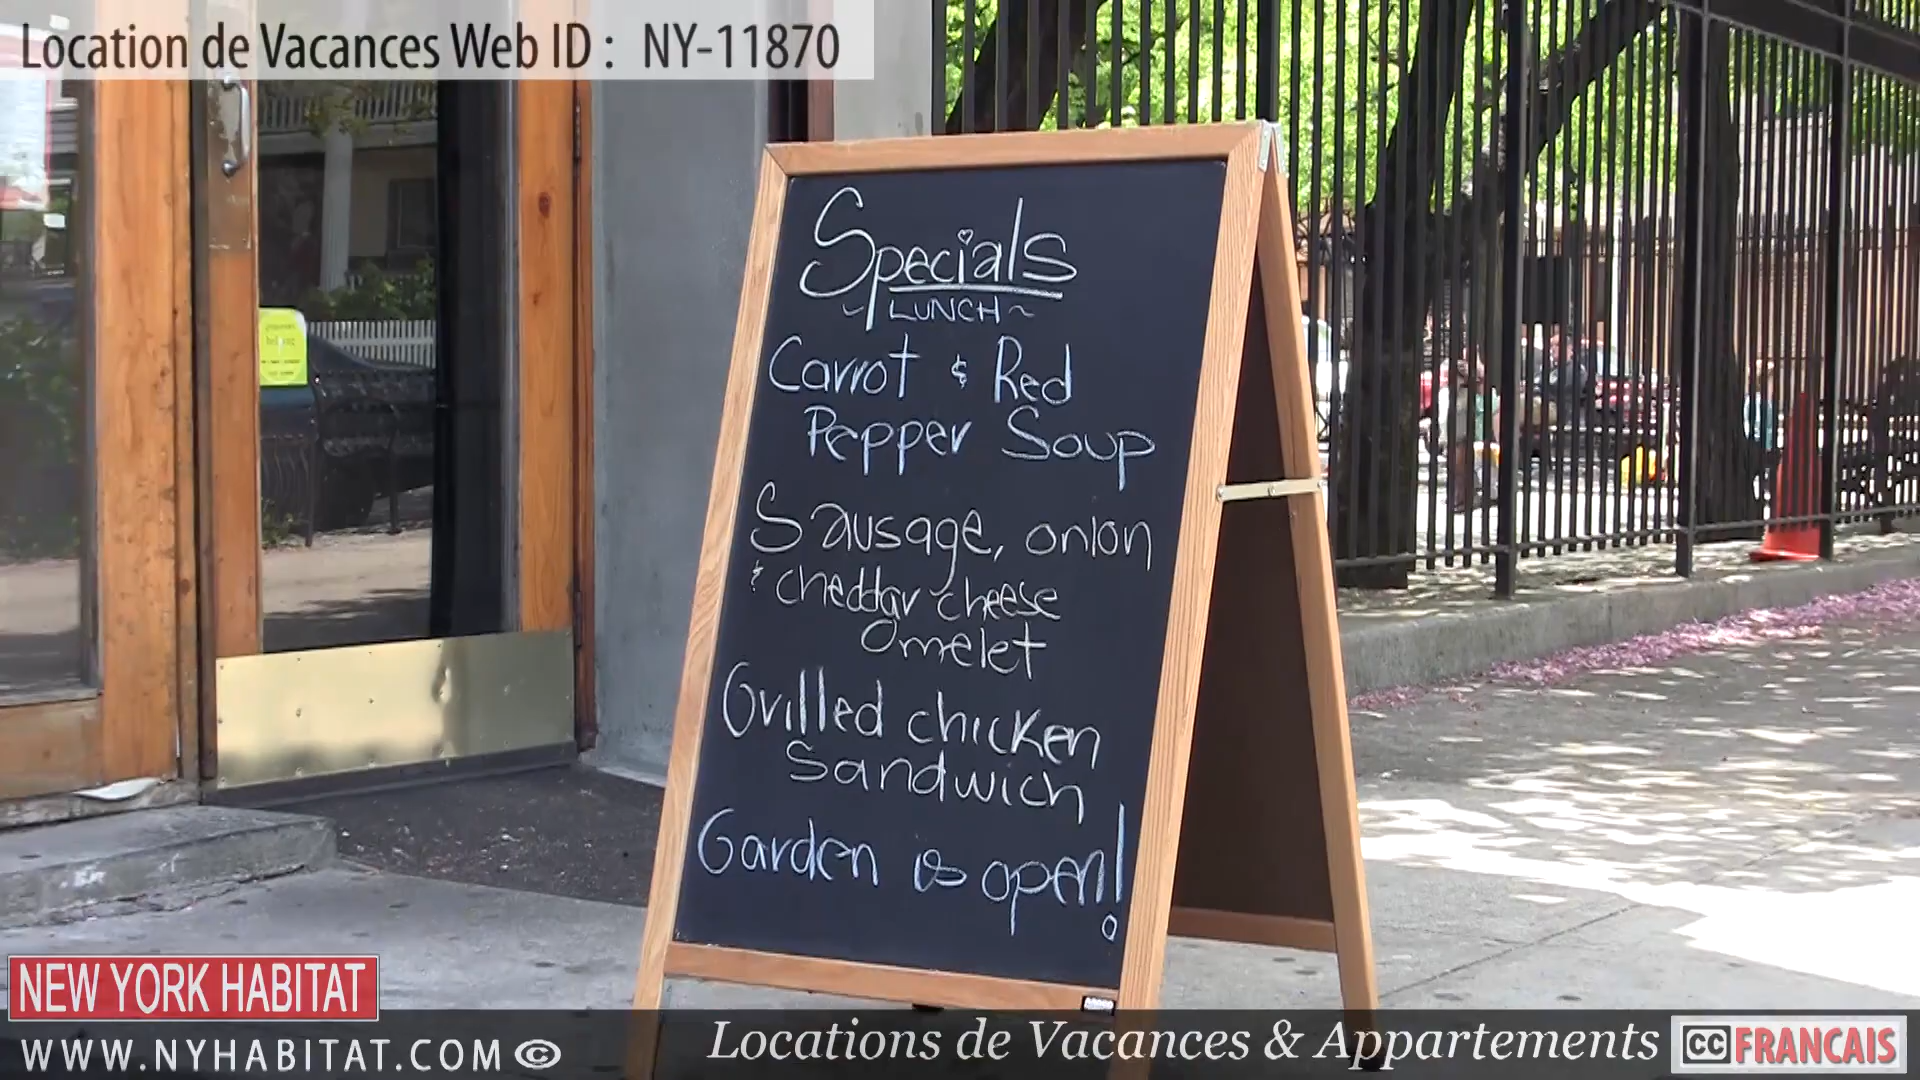 Location de Vacances Web ID : NY-11870
Specials
~ LUNCH ~
Carrot & Red
Pepper Soup
Sausage, onion
& cheddar cheese
Omelet
Grilled chicken
Sandwich
Garden is open!
NEW YORK HABITAT
WWW.NYHABITAT.COM ©
Locations de Vacances & Appartements
CC FRANCAIS